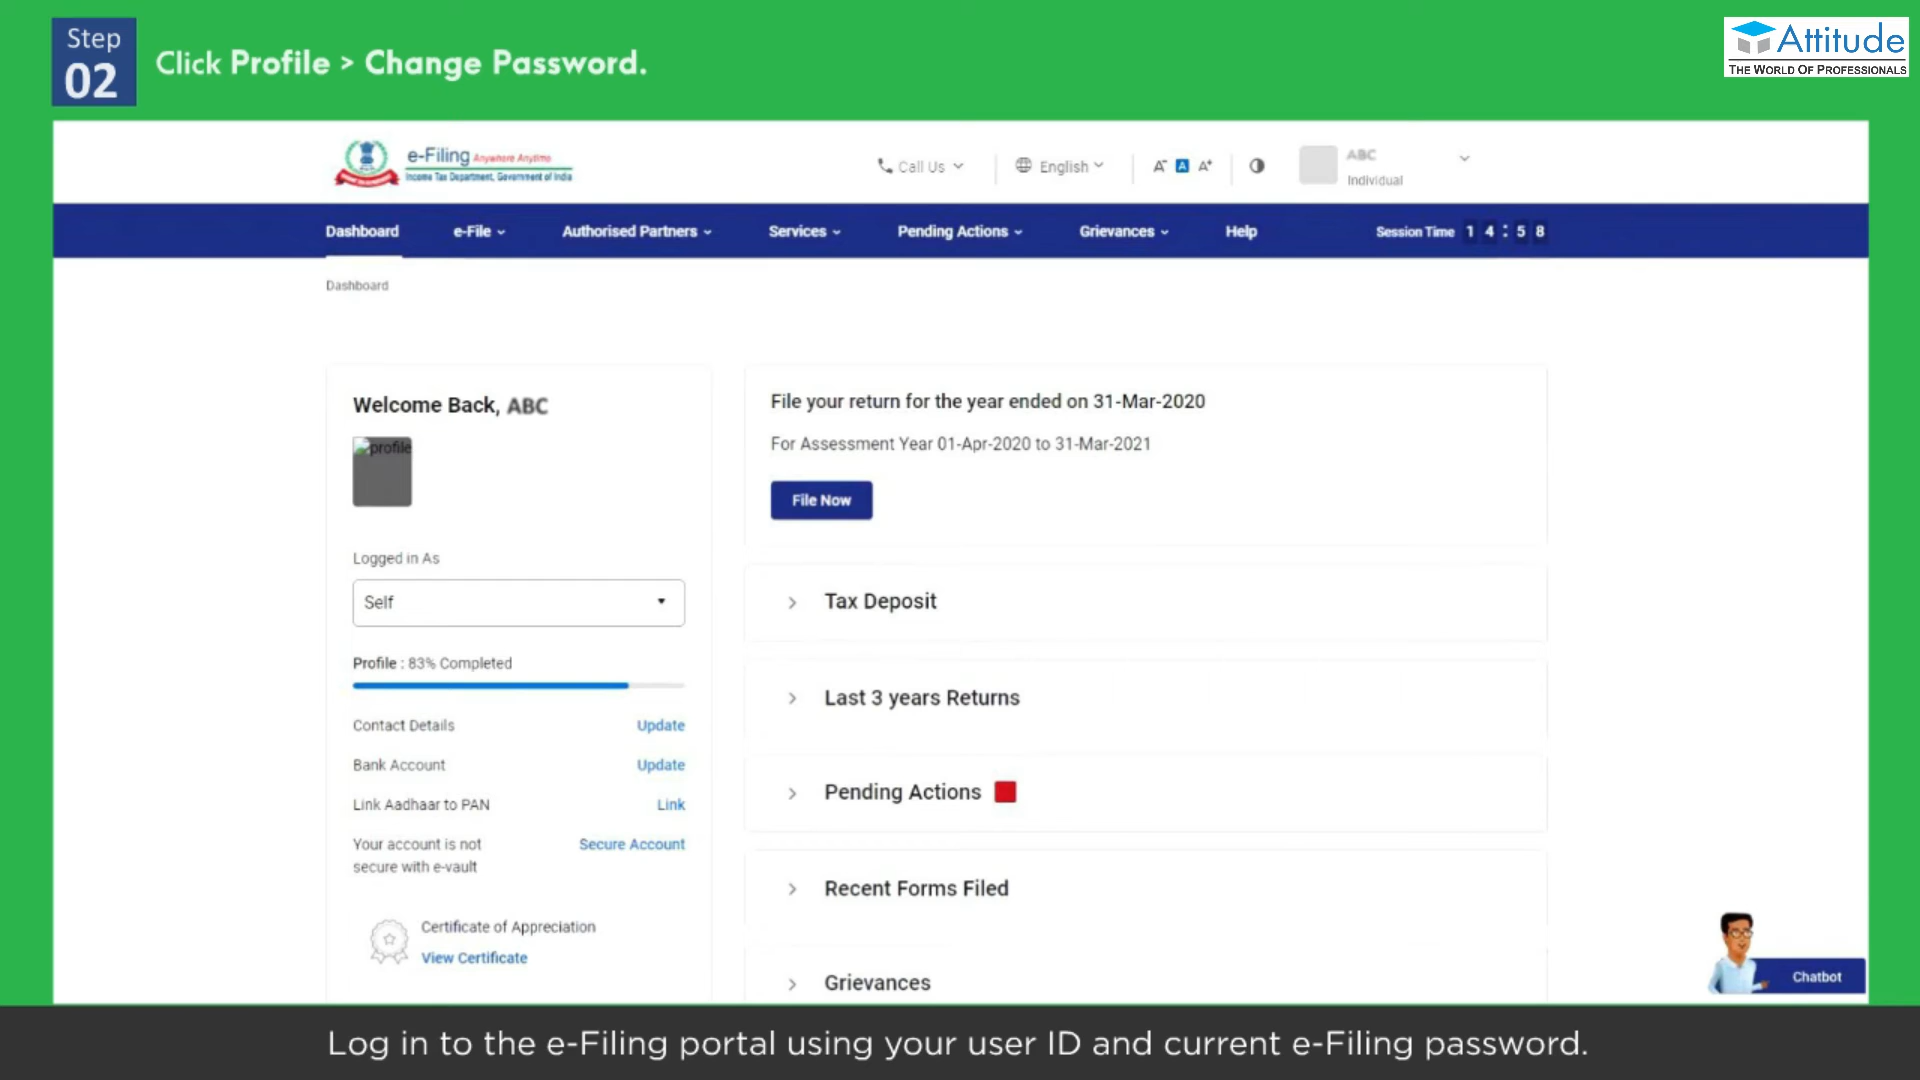 Step
02
Click Profile > Change Password.
Attitude
THE WORLD OF PROFESSIONALS
e-Filing Anywhere Anytime
Income Tax Department, Government of India
Call Us
English
A- A A+
ABC
Individual
Dashboard e-File Authorised Partners Services Pending Actions Grievances Help Session Time 1 4 : 5 8
Dashboard
Welcome Back, ABC
profile
Logged in As
Self
Profile : 83% Completed
Contact Details Update
Bank Account Update
Link Aadhaar to PAN Link
Your account is not Secure Account
secure with e-vault
Certificate of Appreciation
View Certificate
File your return for the year ended on 31-Mar-2020
For Assessment Year 01-Apr-2020 to 31-Mar-2021
File Now
Tax Deposit
Last 3 years Returns
Pending Actions
Recent Forms Filed
Grievances
Chatbot
Log in to the e-Filing portal using your user ID and current e-Filing password.